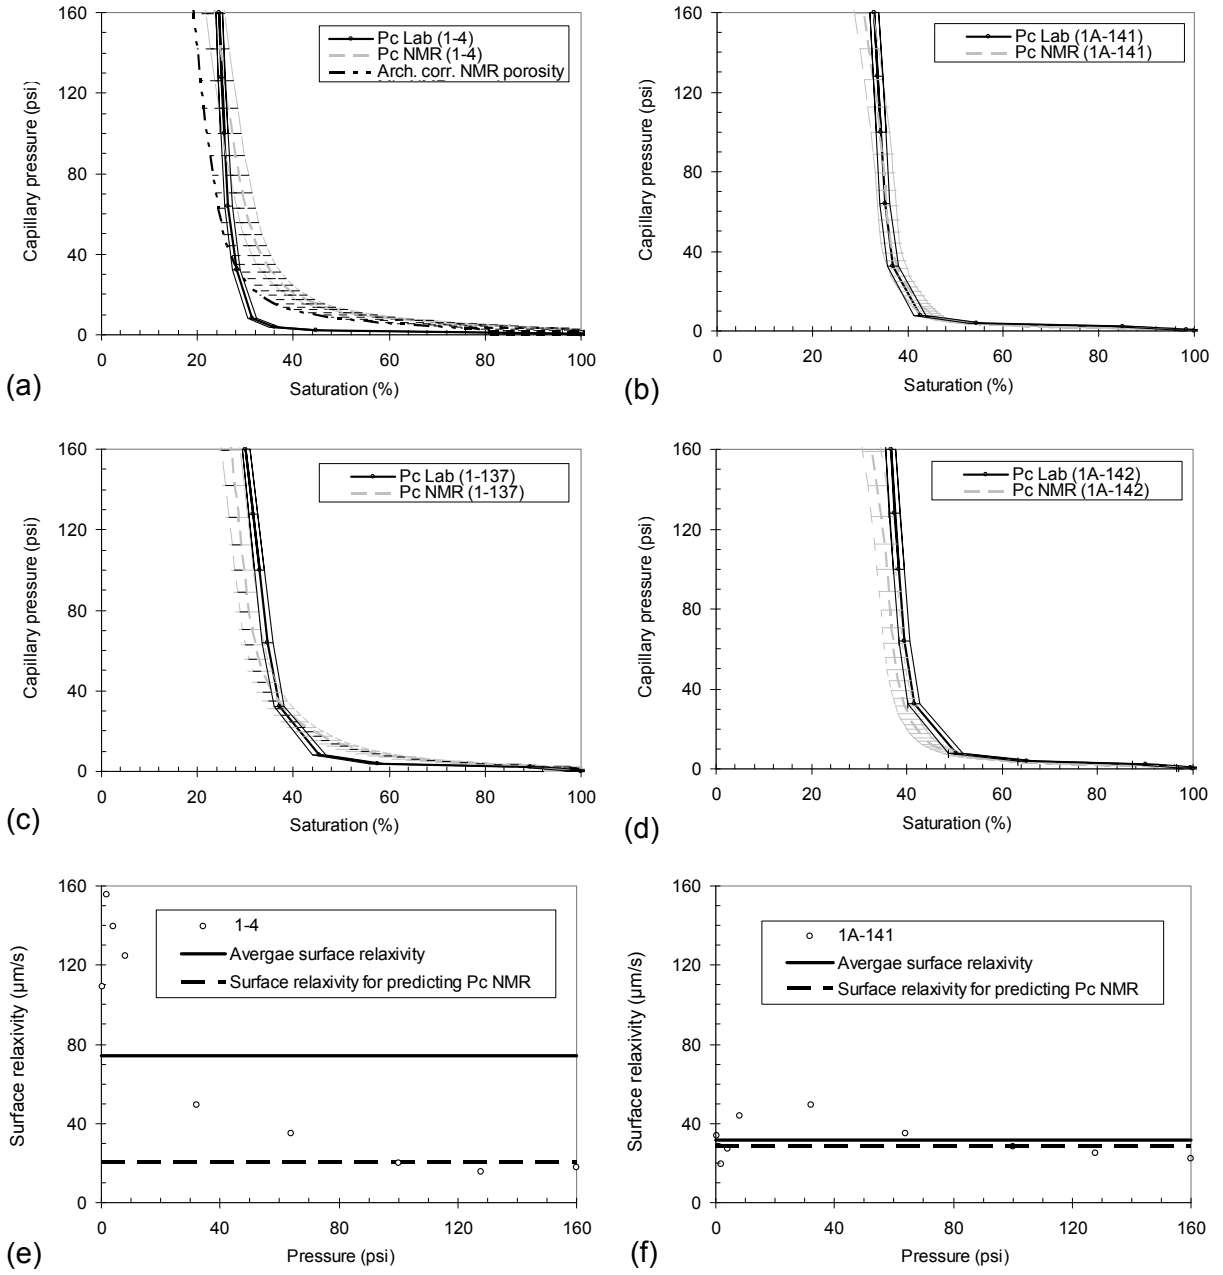 160
120
80
40
0
0 20 40 60 80 100
Capillary pressure (psi)
Saturation (%)
Pc Lab (1-4)
Pc NMR (1-4)
Arch. corr. NMR porosity
(a)
160
120
80
40
0
0 20 40 60 80 100
Capillary pressure (psi)
Saturation (%)
Pc Lab (1A-141)
Pc NMR (1A-141)
(b)
160
120
80
40
0
0 20 40 60 80 100
Capillary pressure (psi)
Saturation (%)
Pc Lab (1-137)
Pc NMR (1-137)
(c)
160
120
80
40
0
0 20 40 60 80 100
Capillary pressure (psi)
Saturation (%)
Pc Lab (1A-142)
Pc NMR (1A-142)
(d)
160
120
80
40
0
0 40 80 120 160
Surface relaxivity (μm/s)
Pressure (psi)
1-4
Avergae surface relaxivity
Surface relaxivity for predicting Pc NMR
(e)
160
120
80
40
0
0 40 80 120 160
Surface relaxivity (μm/s)
Pressure (psi)
1A-141
Avergae surface relaxivity
Surface relaxivity for predicting Pc NMR
(f)